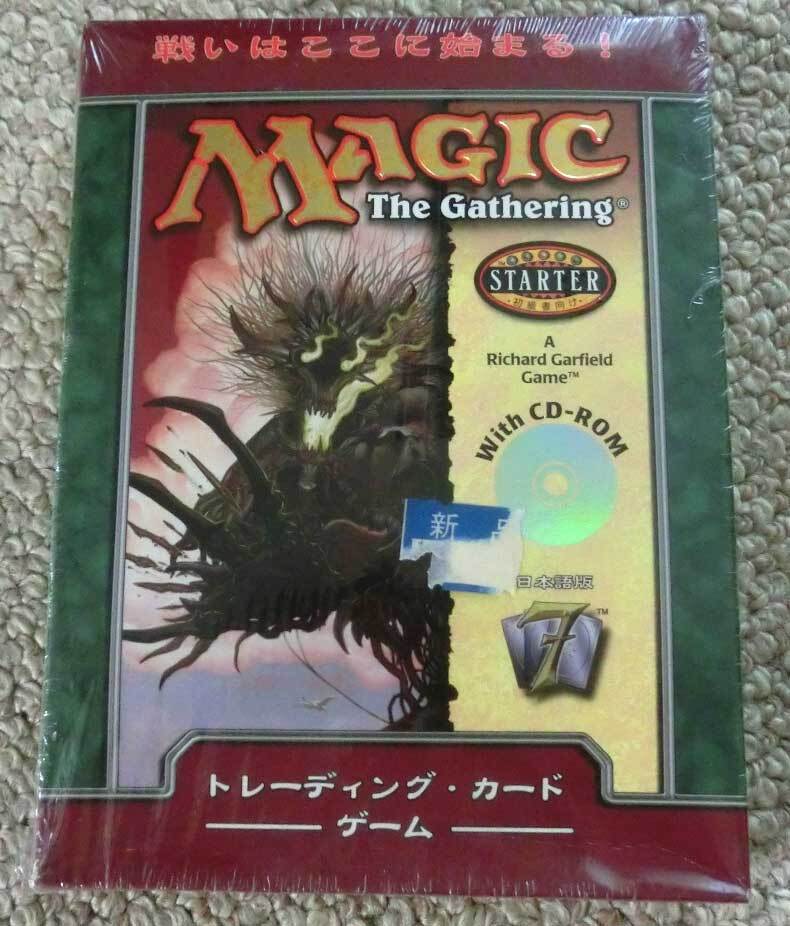 戦いはここに始まる!
MAGIC
The Gathering®
STARTER
・初級者向け・
A
Richard Garfield
Game™
With CD-ROM
新品
日本語版
7™
トレーディング・カード
ゲーム